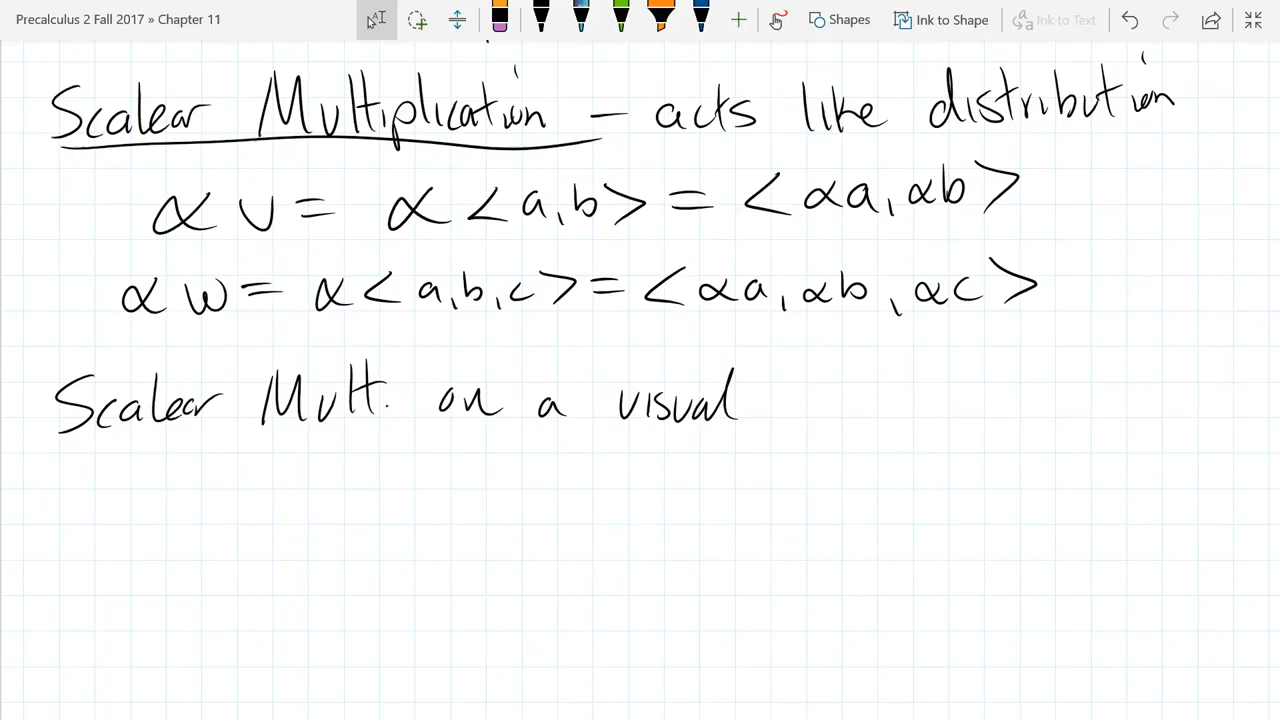 Precalculus 2 Fall 2017 » Chapter 11
Shapes
Ink to Shape
Ink to Text
Scalear Multiplication – acts like distribution
α v = α <a, b> = <αa, αb>
α w = α <a, b, c> = <αa, αb, αc>
Scalear Mult. on a visual